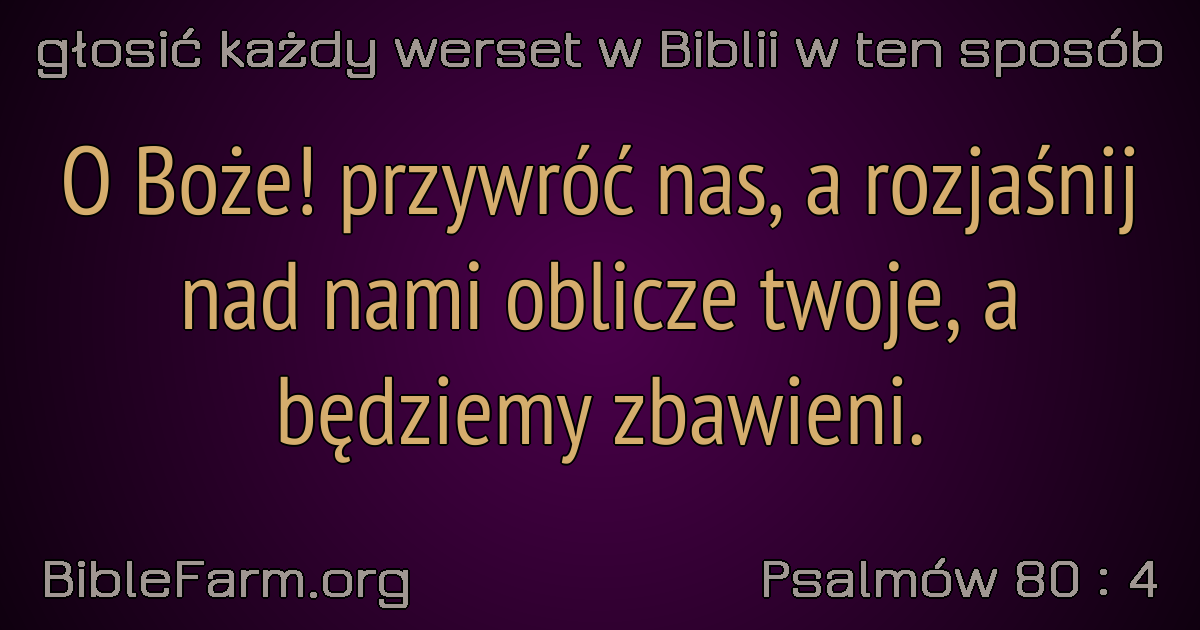 głosić każdy werset w Biblii w ten sposób
O Boże! przywróć nas, a rozjaśnij
nad nami oblicze twoje, a
będziemy zbawieni.
BibleFarm.org
Psalmów 80 : 4